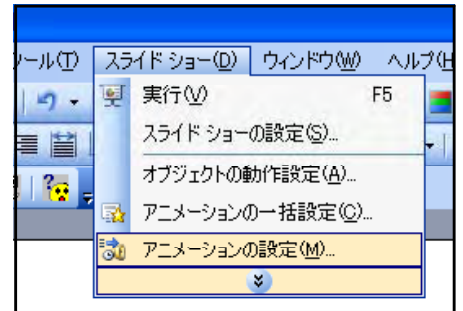 ツール(T) スライド ショー(D) ウィンドウ(W) ヘルプ(H
実行(V) F5
スライド ショーの設定(S)...
オブジェクトの動作設定(A)...
アニメーションの一括設定(C)...
アニメーションの設定(M)...